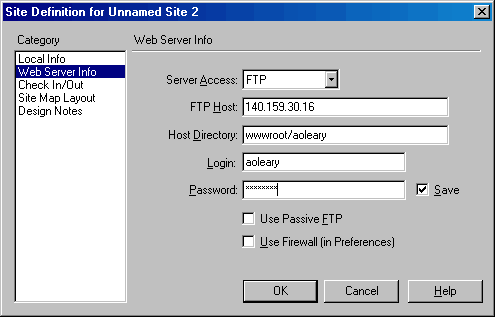 Site Definition for Unnamed Site 2
Category
Local Info
Web Server Info
Check In/Out
Site Map Layout
Design Notes
Web Server Info
Server Access: FTP
FTP Host: 140.159.30.16
Host Directory: wwwroot/aoleary
Login: aoleary
Password: ******** Save
Use Passive FTP
Use Firewall (in Preferences)
OK Cancel Help